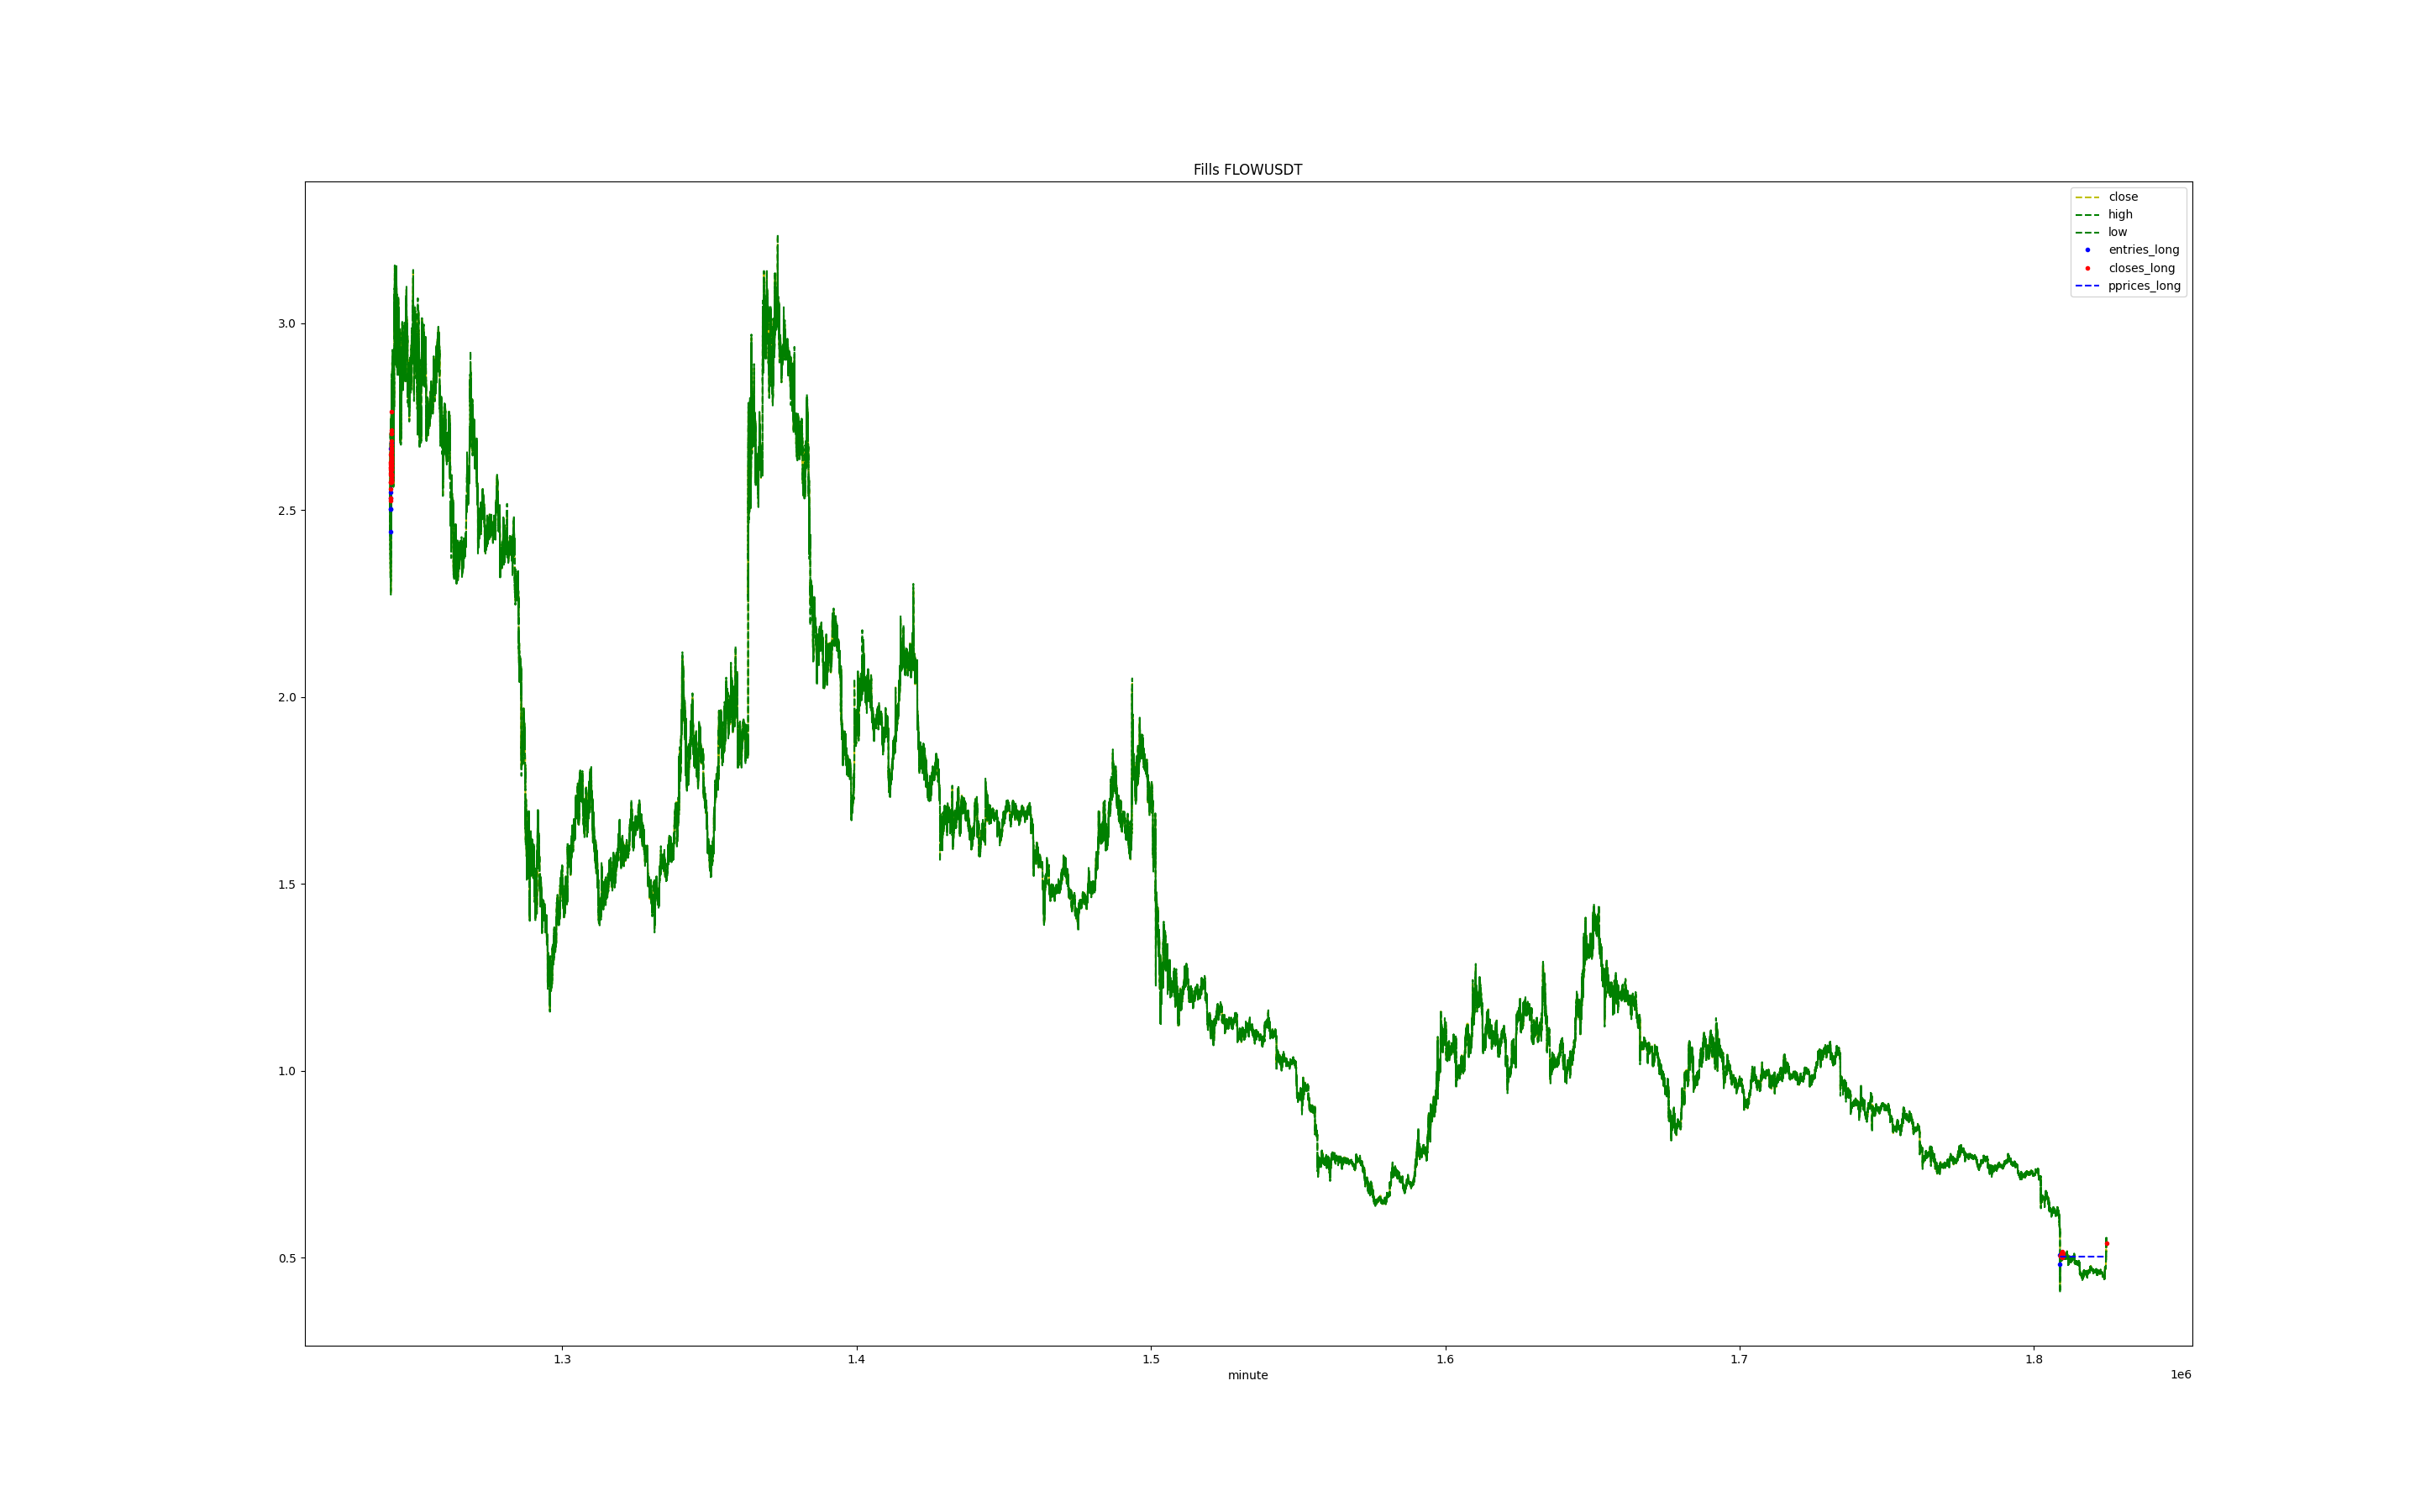 Fills FLOWUSDT
close
high
low
entries_long
closes_long
pprices_long
3.0
2.5
2.0
1.5
1.0
0.5
1.3 1.4 1.5 1.6 1.7 1.8
minute 1e6